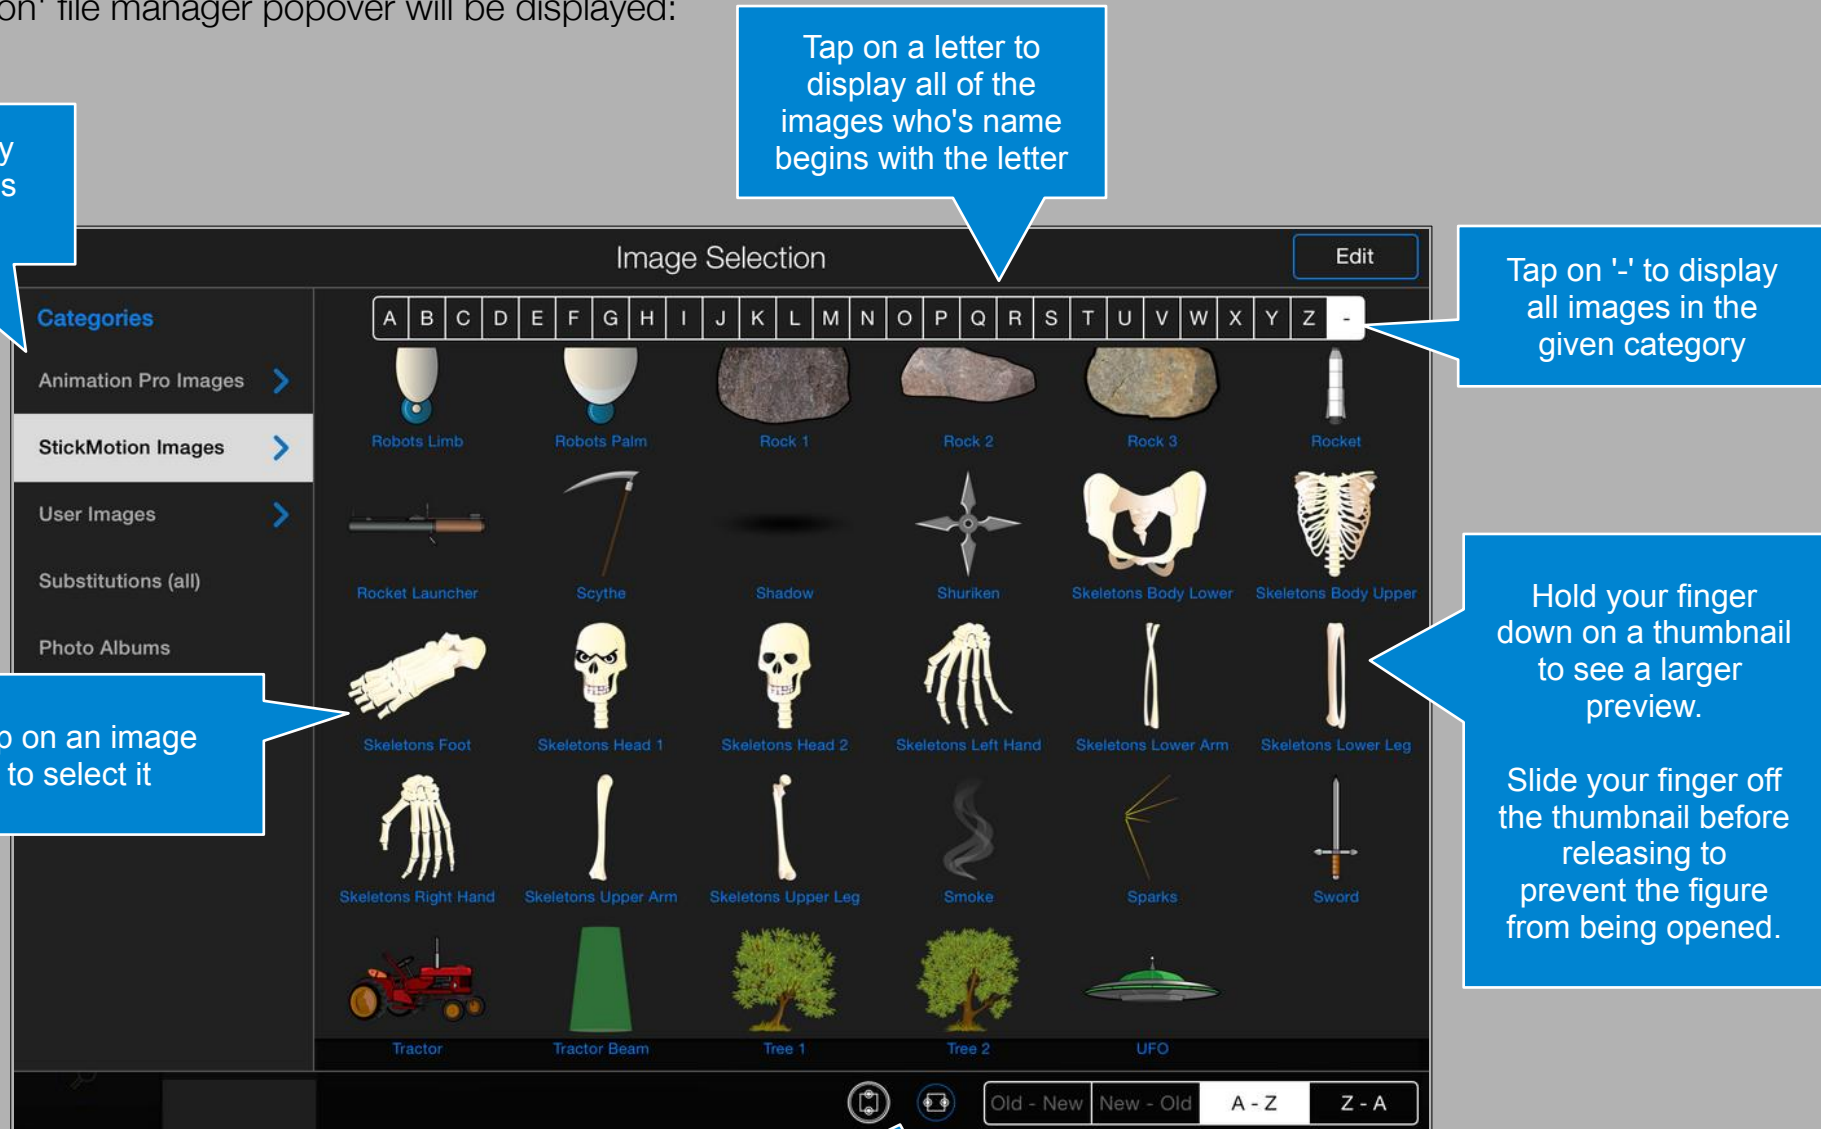 on' file manager popover will be displayed:
Tap on a letter to
display all of the
images who's name
begins with the letter
y
s
Image Selection
Edit
Tap on '-' to display
all images in the
given category
Categories
A B C D E F G H I J K L M N O P Q R S T U V W X Y Z -
Animation Pro Images
StickMotion Images
User Images
Substitutions (all)
Photo Albums
Robots Limb
Robots Palm
Rock 1
Rock 2
Rock 3
Rocket
Rocket Launcher
Scythe
Shadow
Shuriken
Skeletons Body Lower
Skeletons Body Upper
Hold your finger
down on a thumbnail
to see a larger
preview.
Slide your finger off
the thumbnail before
releasing to
prevent the figure
from being opened.
p on an image
to select it
Skeletons Foot
Skeletons Head 1
Skeletons Head 2
Skeletons Left Hand
Skeletons Lower Arm
Skeletons Lower Leg
Skeletons Right Hand
Skeletons Upper Arm
Skeletons Upper Leg
Smoke
Sparks
Sword
Tractor
Tractor Beam
Tree 1
Tree 2
UFO
Old - New
New - Old
A - Z
Z - A